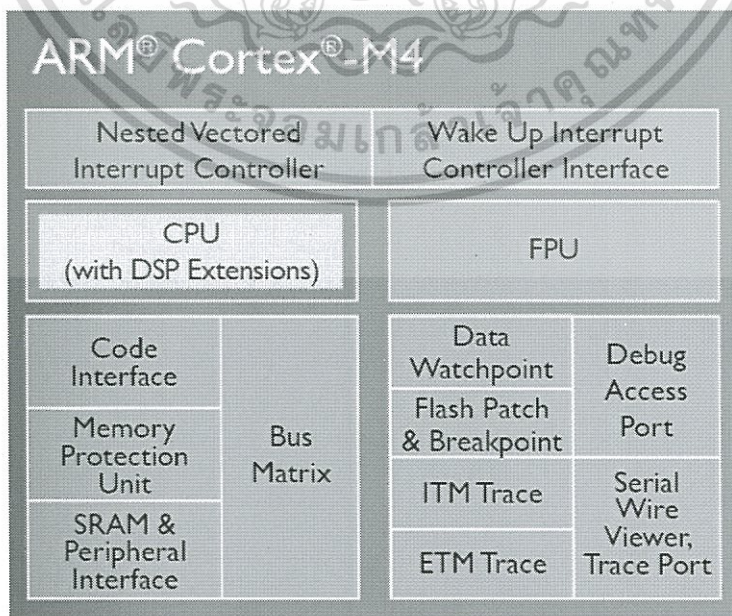 ARM® Cortex®-M4
Nested Vectored
Interrupt Controller
Wake Up Interrupt
Controller Interface
CPU
(with DSP Extensions)
FPU
Code
Interface
Memory
Protection
Unit
SRAM &
Peripheral
Interface
Bus
Matrix
Data
Watchpoint
Flash Patch
& Breakpoint
ITM Trace
ETM Trace
Debug
Access
Port
Serial
Wire
Viewer,
Trace Port